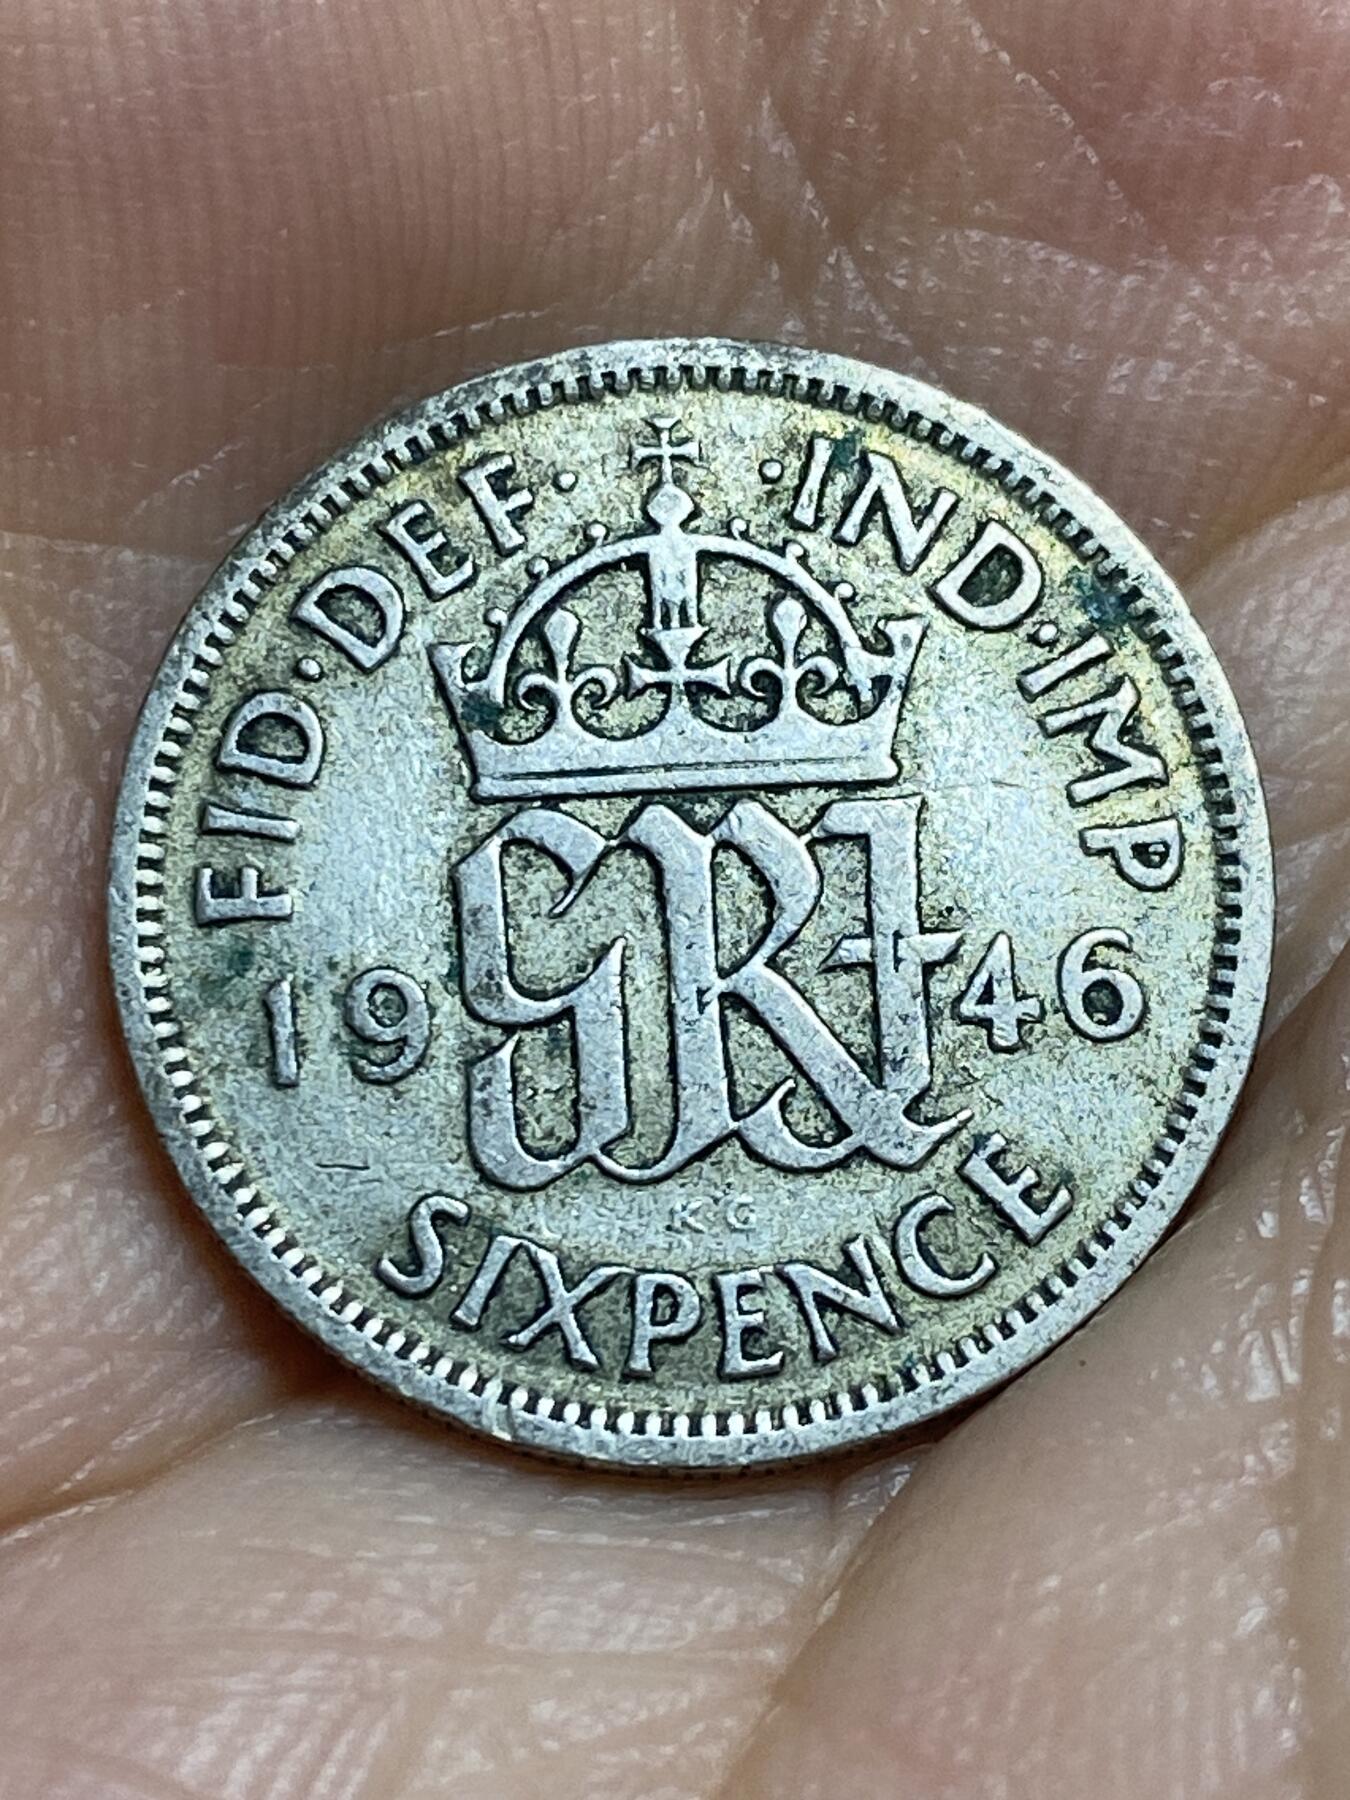 FID·DEF· ·IND·IMP
19 GRI 46
KG
SIXPENCE